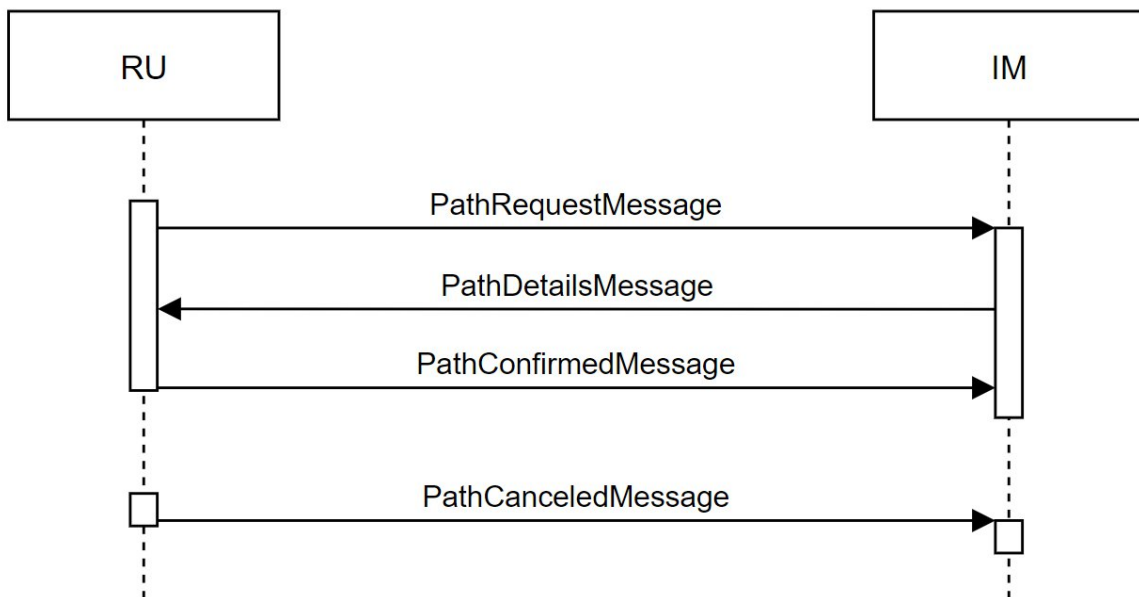 RU
IM
PathRequestMessage
PathDetailsMessage
PathConfirmedMessage
PathCanceledMessage